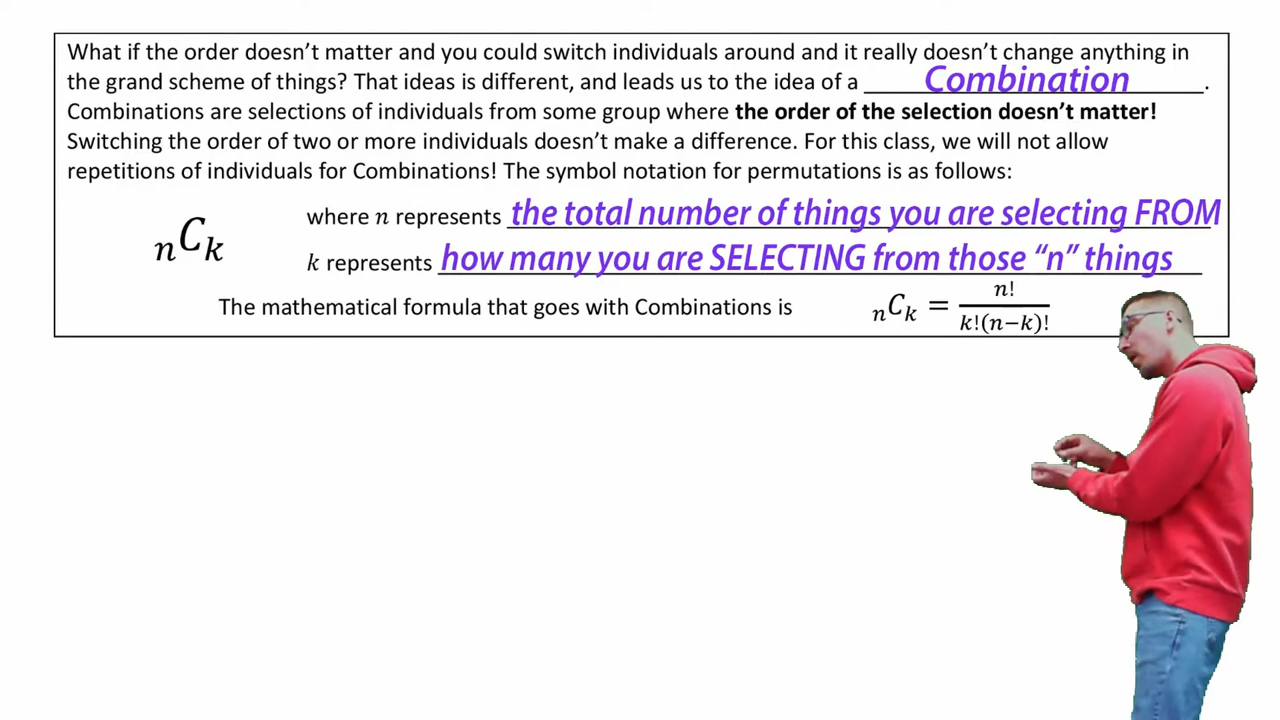 What if the order doesn’t matter and you could switch individuals around and it really doesn’t change anything in
the grand scheme of things? That ideas is different, and leads us to the idea of a Combination.
Combinations are selections of individuals from some group where the order of the selection doesn’t matter!
Switching the order of two or more individuals doesn’t make a difference. For this class, we will not allow
repetitions of individuals for Combinations! The symbol notation for permutations is as follows:
nCk
where n represents the total number of things you are selecting FROM
k represents how many you are SELECTING from those “n” things
The mathematical formula that goes with Combinations is nCk = n! / k!(n−k)!